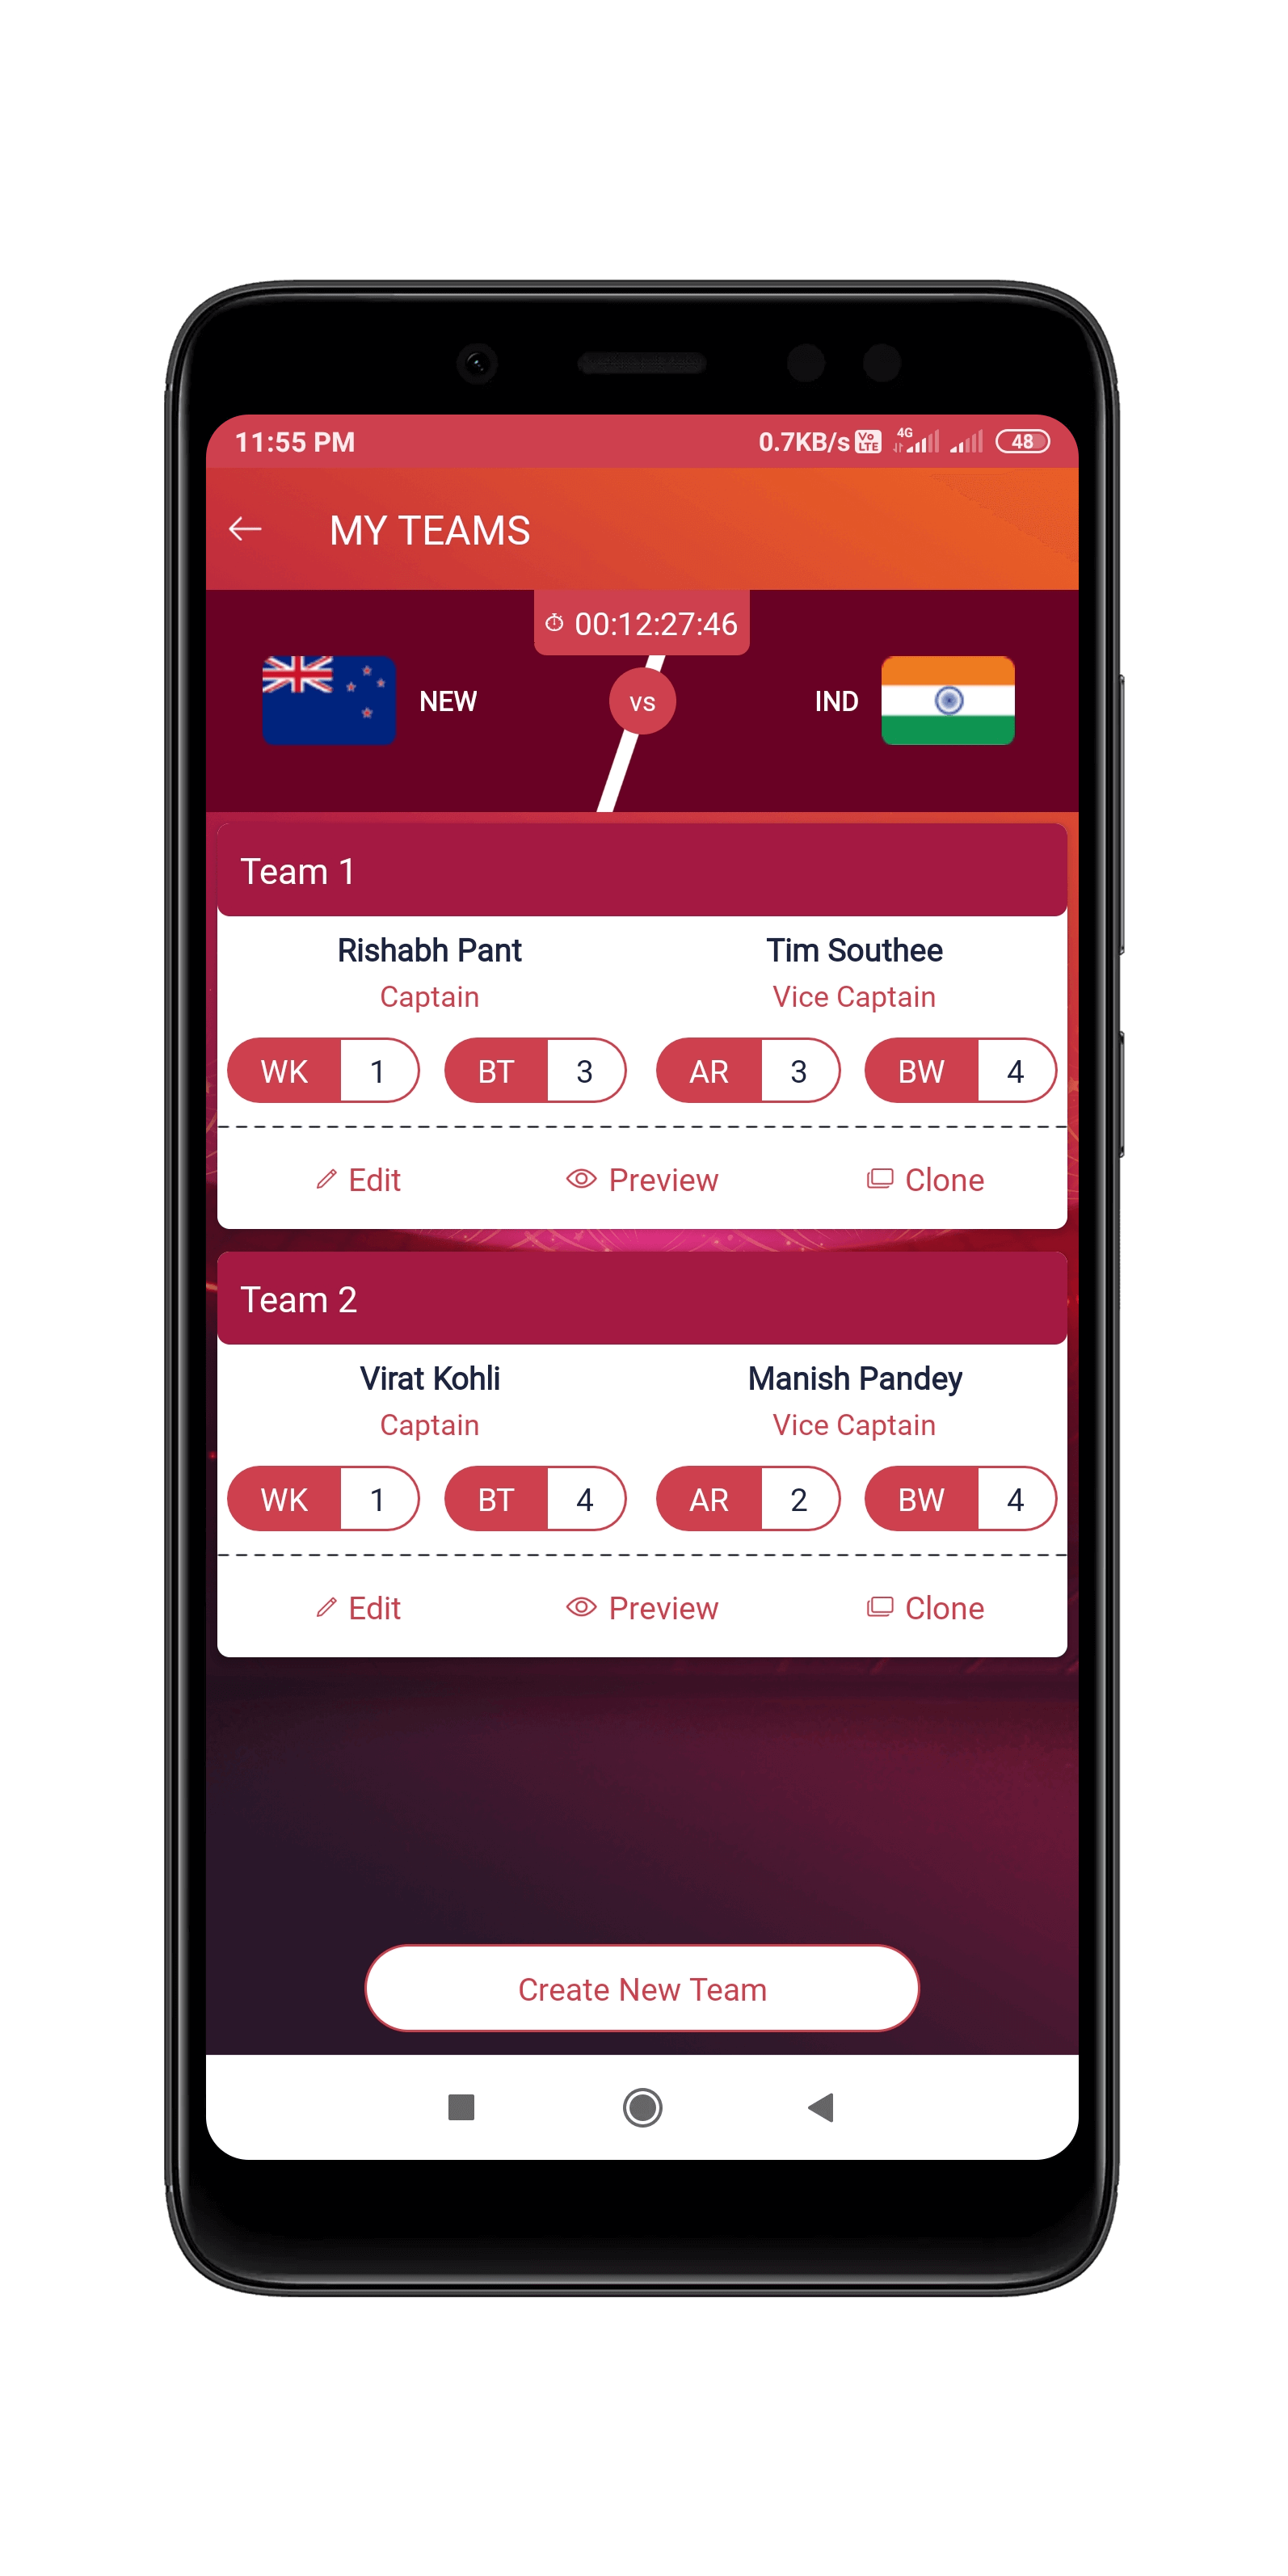 11:55 PM 0.7KB/s Vo LTE 4G 48
MY TEAMS
00:12:27:46
NEW vs IND
Team 1
Rishabh Pant Tim Southee
Captain Vice Captain
WK 1 BT 3 AR 3 BW 4
Edit Preview Clone
Team 2
Virat Kohli Manish Pandey
Captain Vice Captain
WK 1 BT 4 AR 2 BW 4
Edit Preview Clone
Create New Team